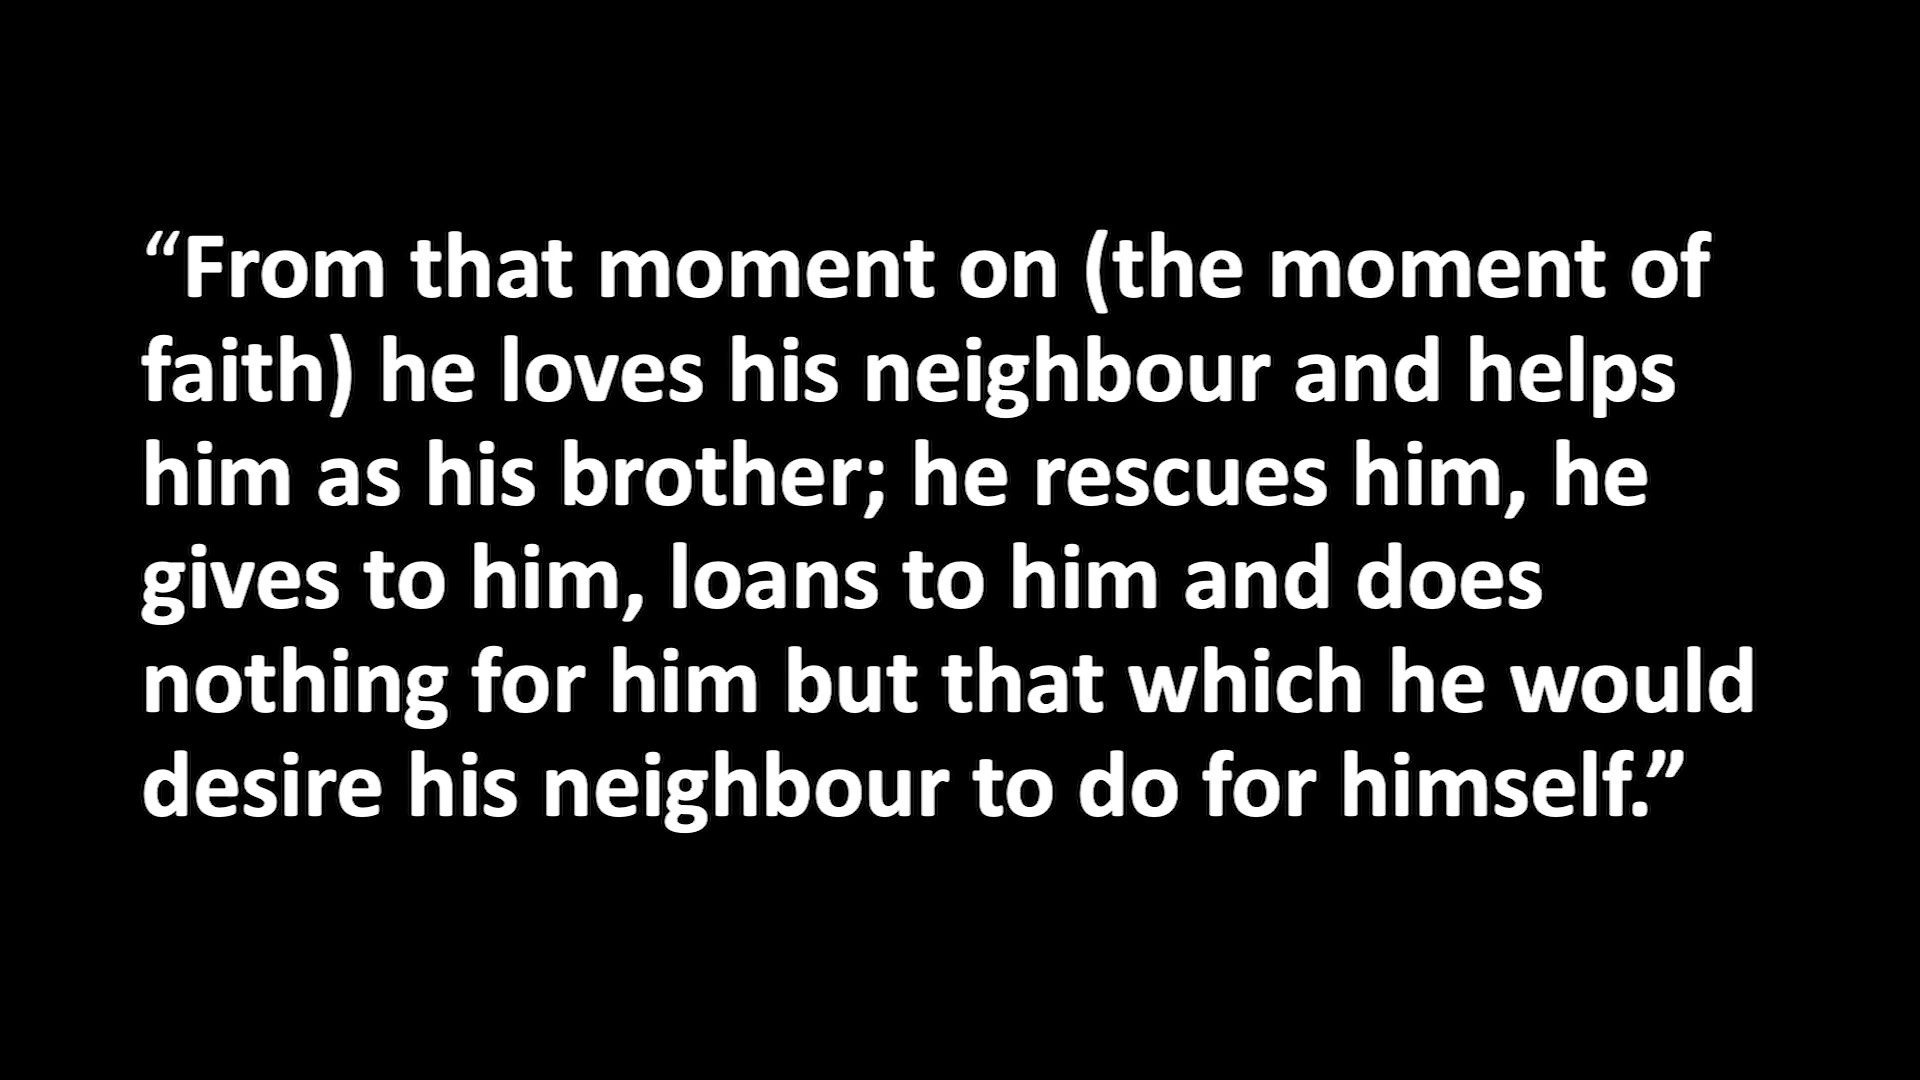 “From that moment on (the moment of
faith) he loves his neighbour and helps
him as his brother; he rescues him, he
gives to him, loans to him and does
nothing for him but that which he would
desire his neighbour to do for himself.”